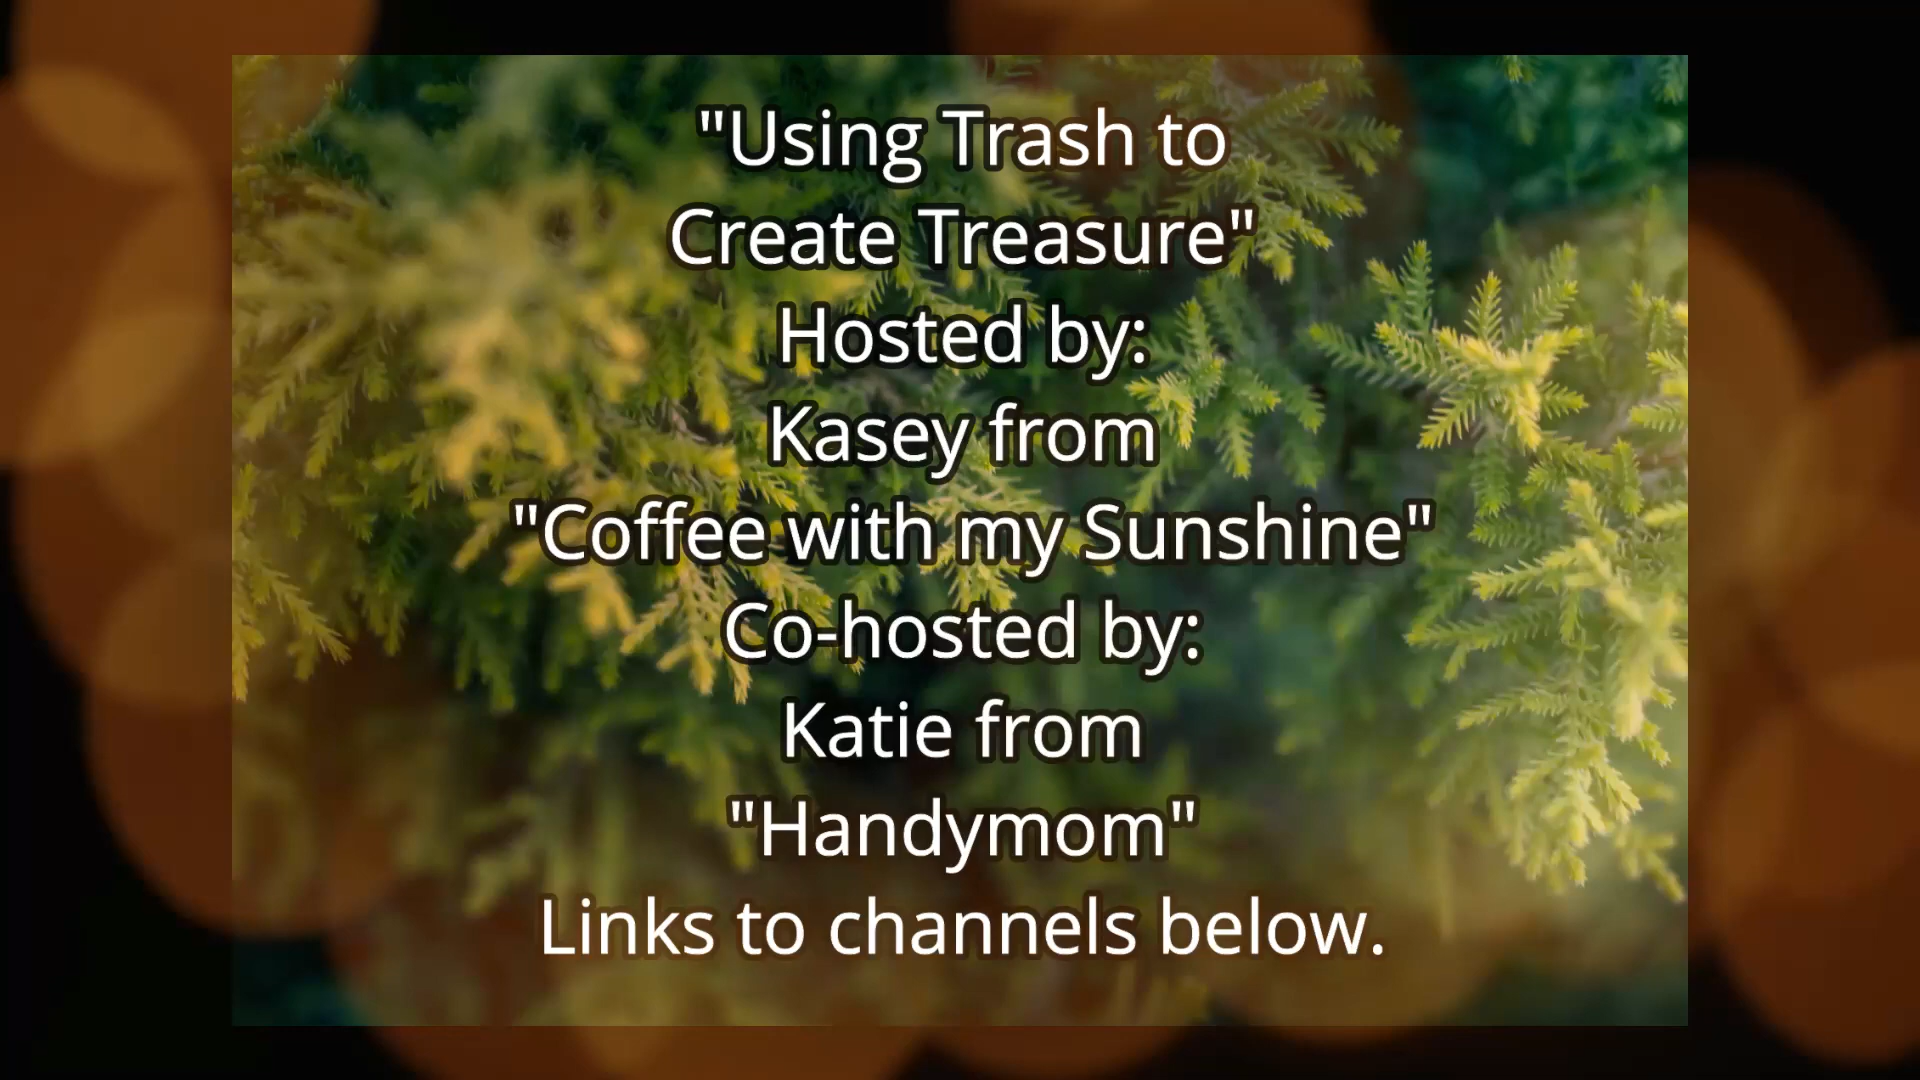 "Using Trash to
Create Treasure"
Hosted by:
Kasey from
"Coffee with my Sunshine"
Co-hosted by:
Katie from
"Handymom"
Links to channels below.